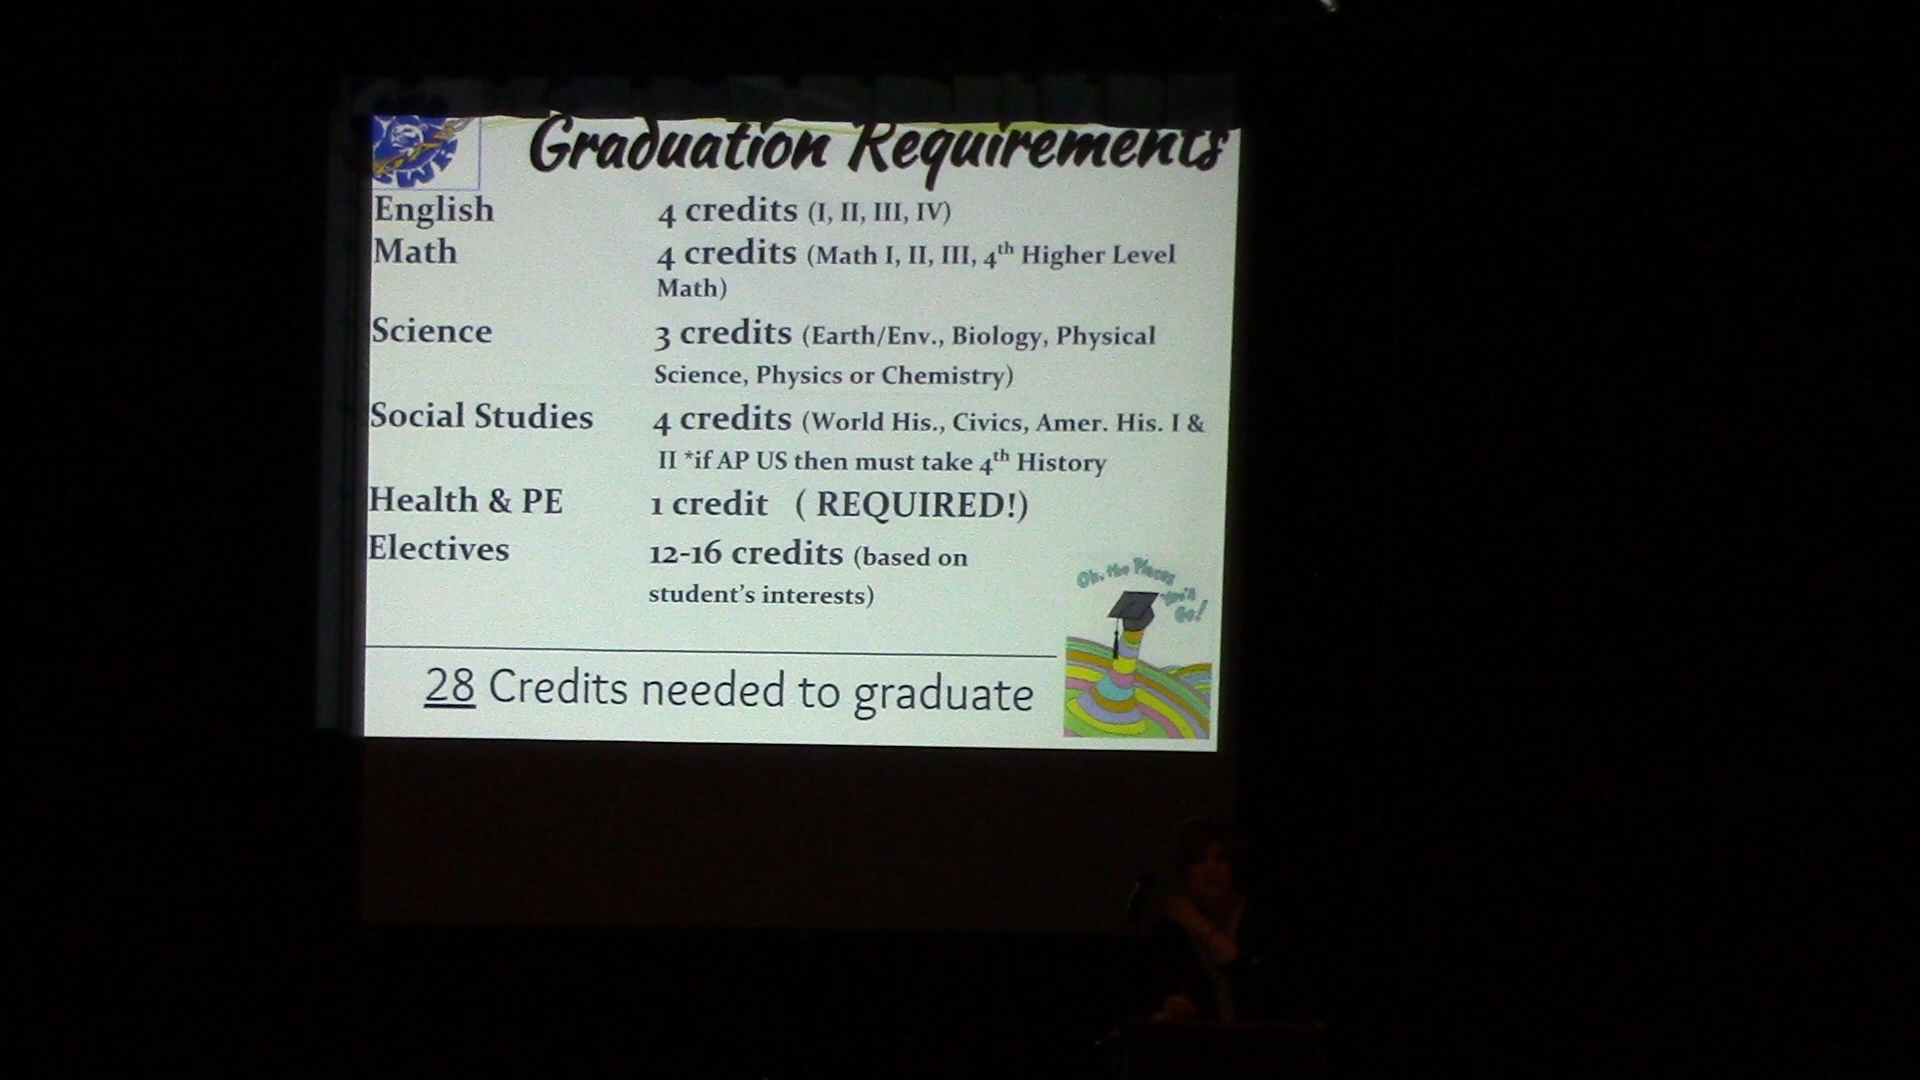 Graduation Requirements
English 4 credits (I, II, III, IV)
Math 4 credits (Math I, II, III, 4th Higher Level
Math)
Science 3 credits (Earth/Env., Biology, Physical
Science, Physics or Chemistry)
Social Studies 4 credits (World His., Civics, Amer. His. I &
II *if AP US then must take 4th History
Health & PE 1 credit ( REQUIRED!)
Electives 12-16 credits (based on
student's interests)
Oh, the Places
You'll
Go!
28 Credits needed to graduate